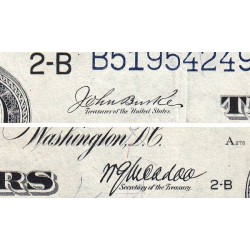 2-B B51954249
John Burke
Treasurer of the United States.
Washington, D.C.
W G McAdoo
Secretary of the Treasury.
2-B